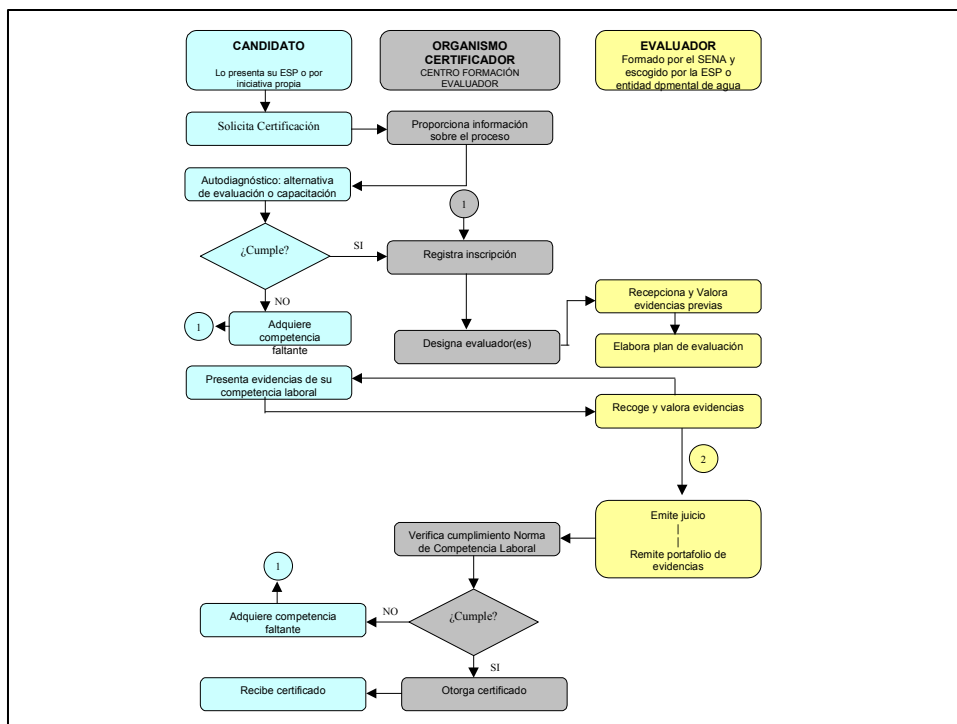 CANDIDATO
Lo presenta su ESP o por
iniciativa propia
ORGANISMO
CERTIFICADOR
CENTRO FORMACIÓN
EVALUADOR
EVALUADOR
Formado por el SENA y
escogido por la ESP o
entidad dpmental de agua
Solicita Certificación
Proporciona información
sobre el proceso
Autodiagnóstico: alternativa
de evaluación o capacitación
1
¿Cumple?
SI
Registra inscripción
NO
Recepciona y Valora
evidencias previas
1
Adquiere
competencia
faltante
Designa evaluador(es)
Elabora plan de evaluación
Presenta evidencias de su
competencia laboral
Recoge y valora evidencias
2
Emite juicio
Remite portafolio de
evidencias
Verifica cumplimiento Norma
de Competencia Laboral
1
Adquiere competencia
faltante
NO
¿Cumple?
SI
Recibe certificado
Otorga certificado